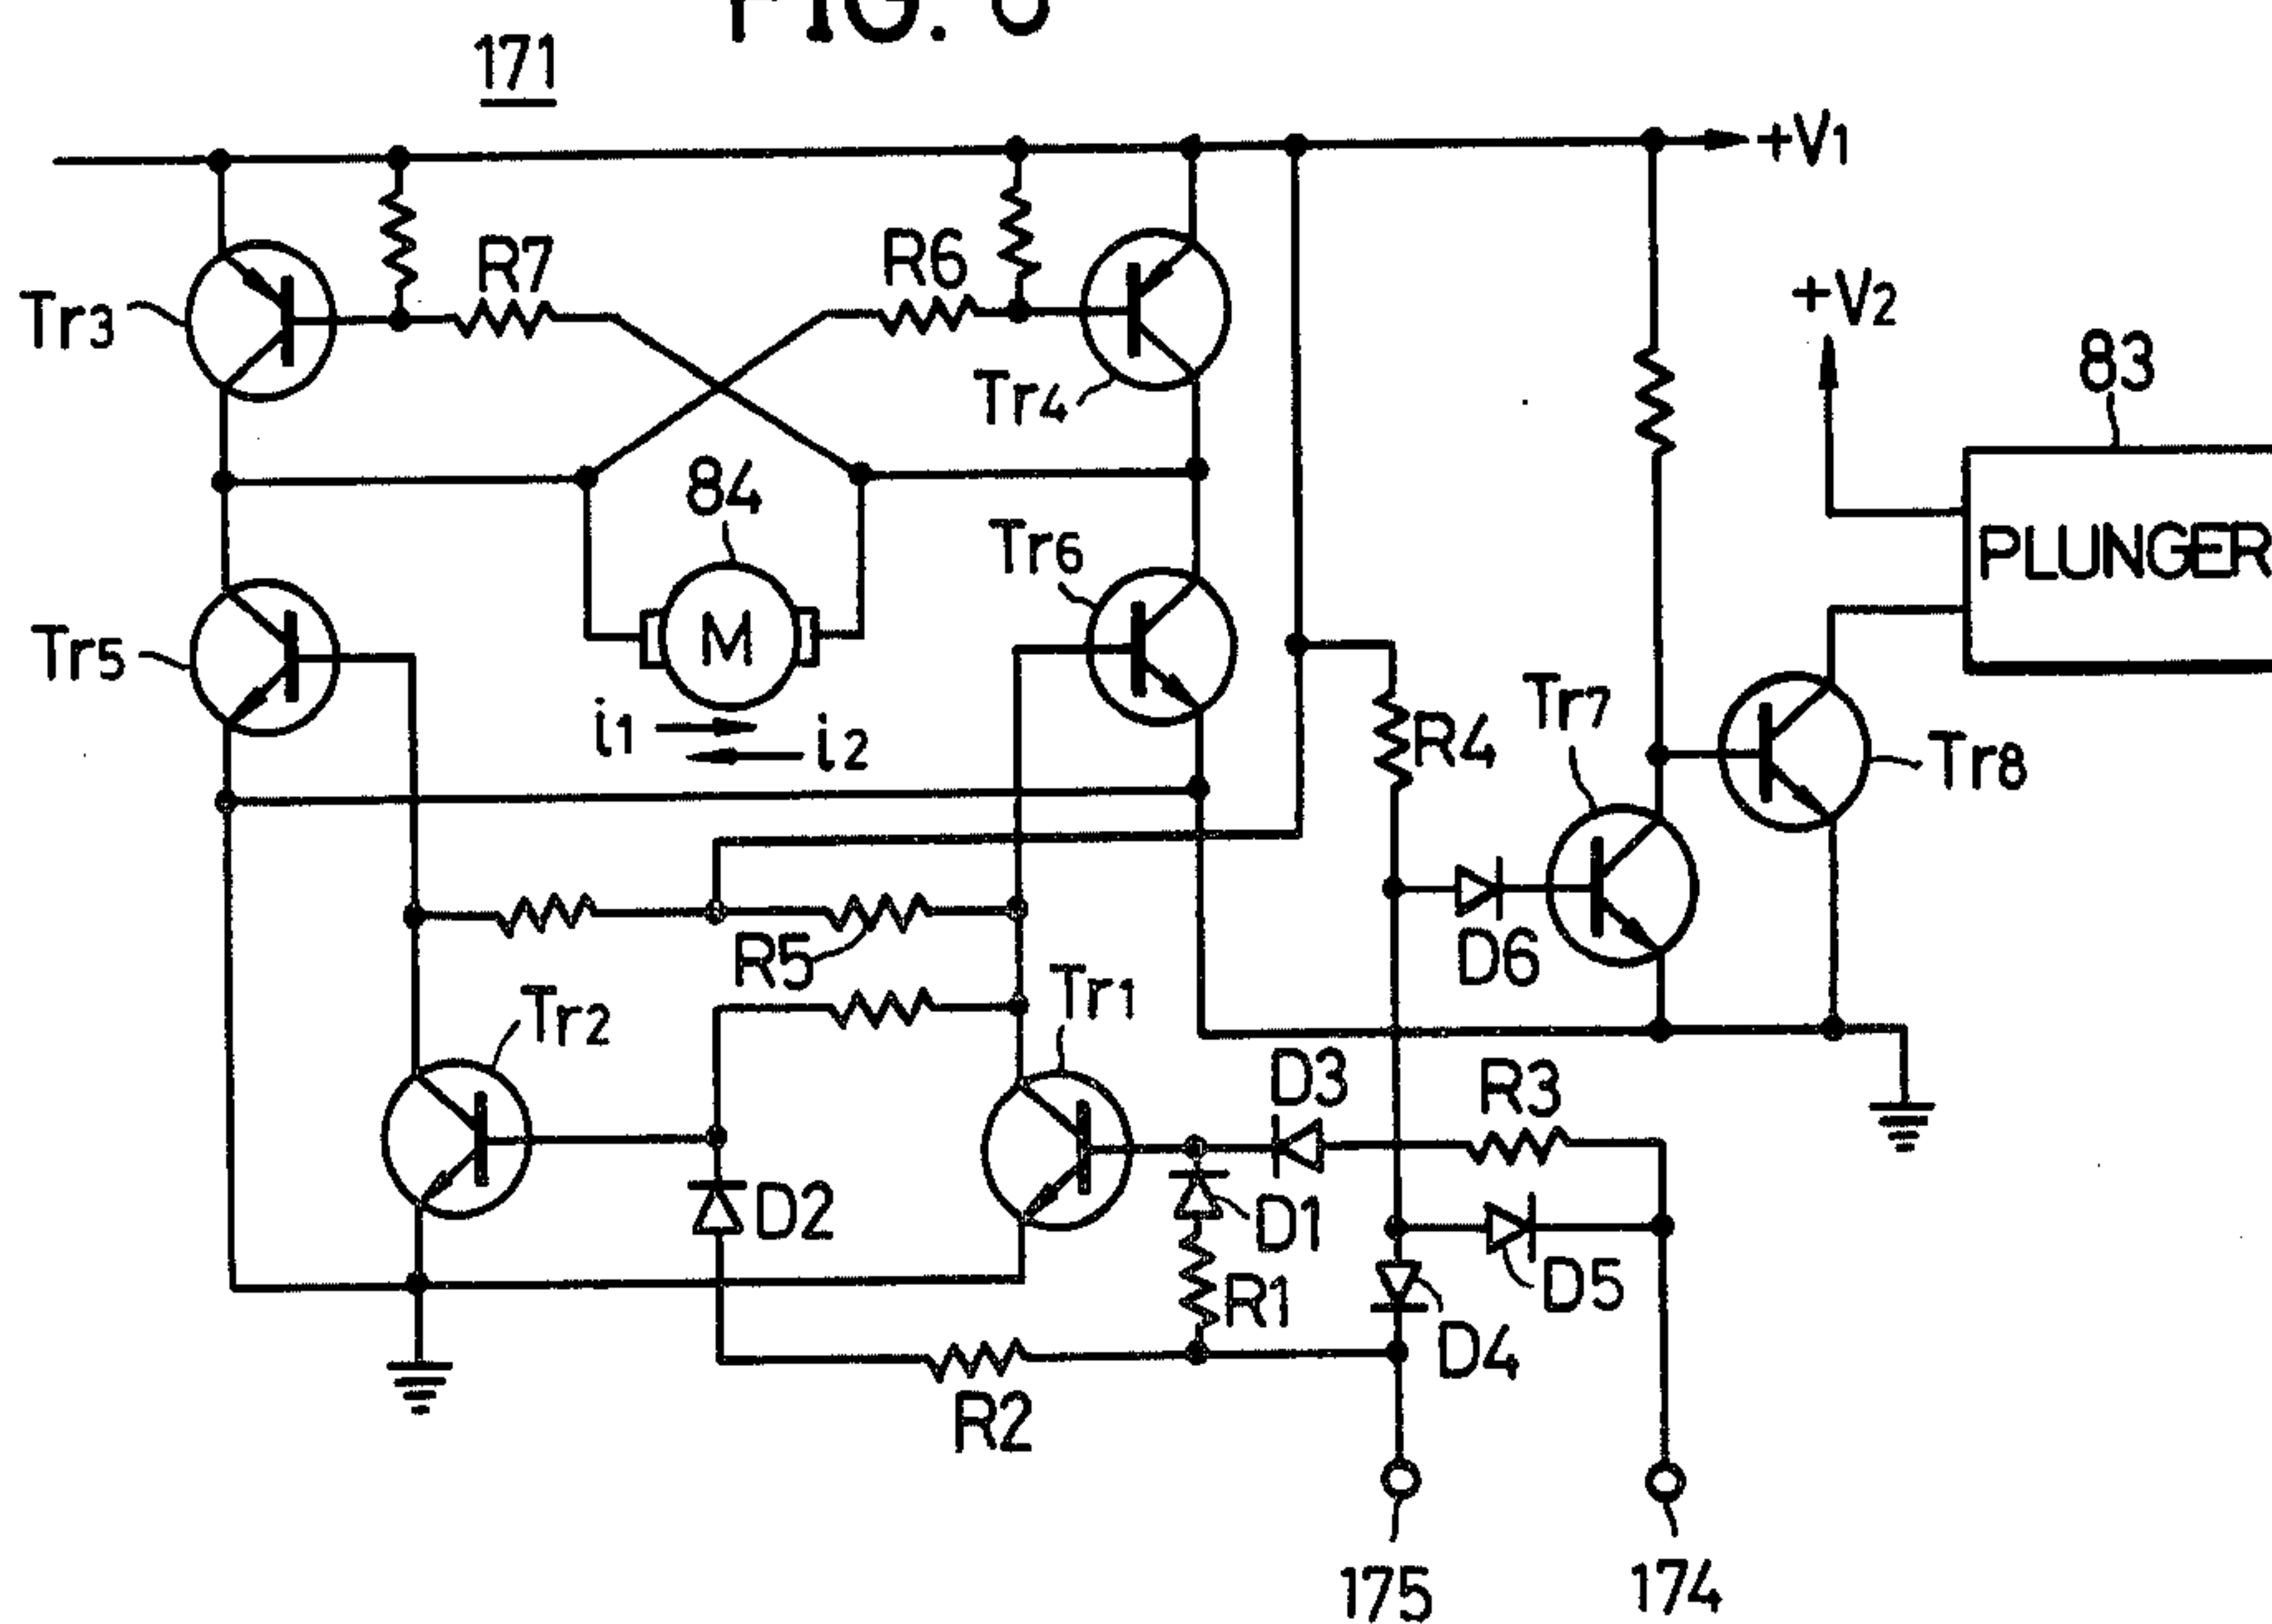 171
+V1
R7
R6
Tr3
+V2
83
Tr4
84
Tr6
PLUNGER
M
Tr5
i1
i2
R4
Tr7
Tr8
R5
D6
Tr2
Tr1
D3
R3
D2
D1
D5
R1
D4
R2
175
174